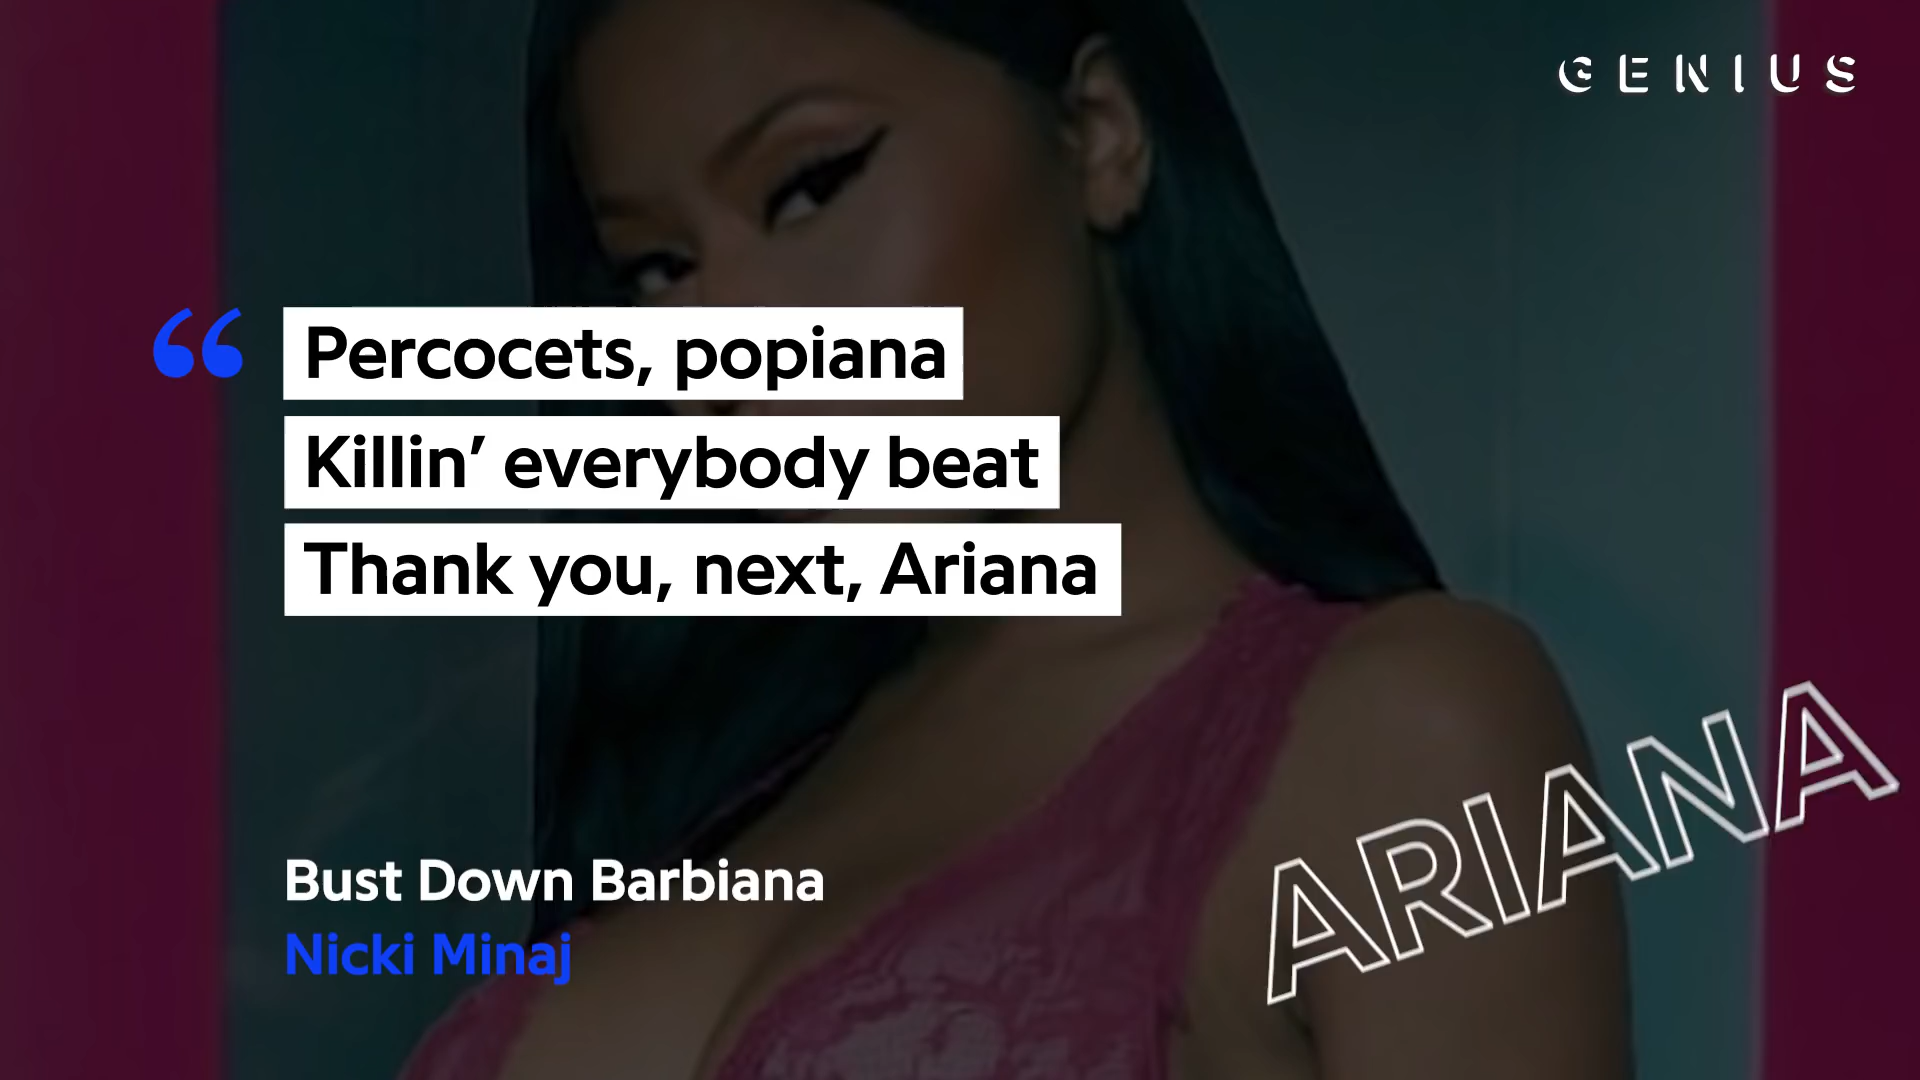 GENIUS
“ Percocets, popiana
Killin’ everybody beat
Thank you, next, Ariana
ARIANA
Bust Down Barbiana
Nicki Minaj